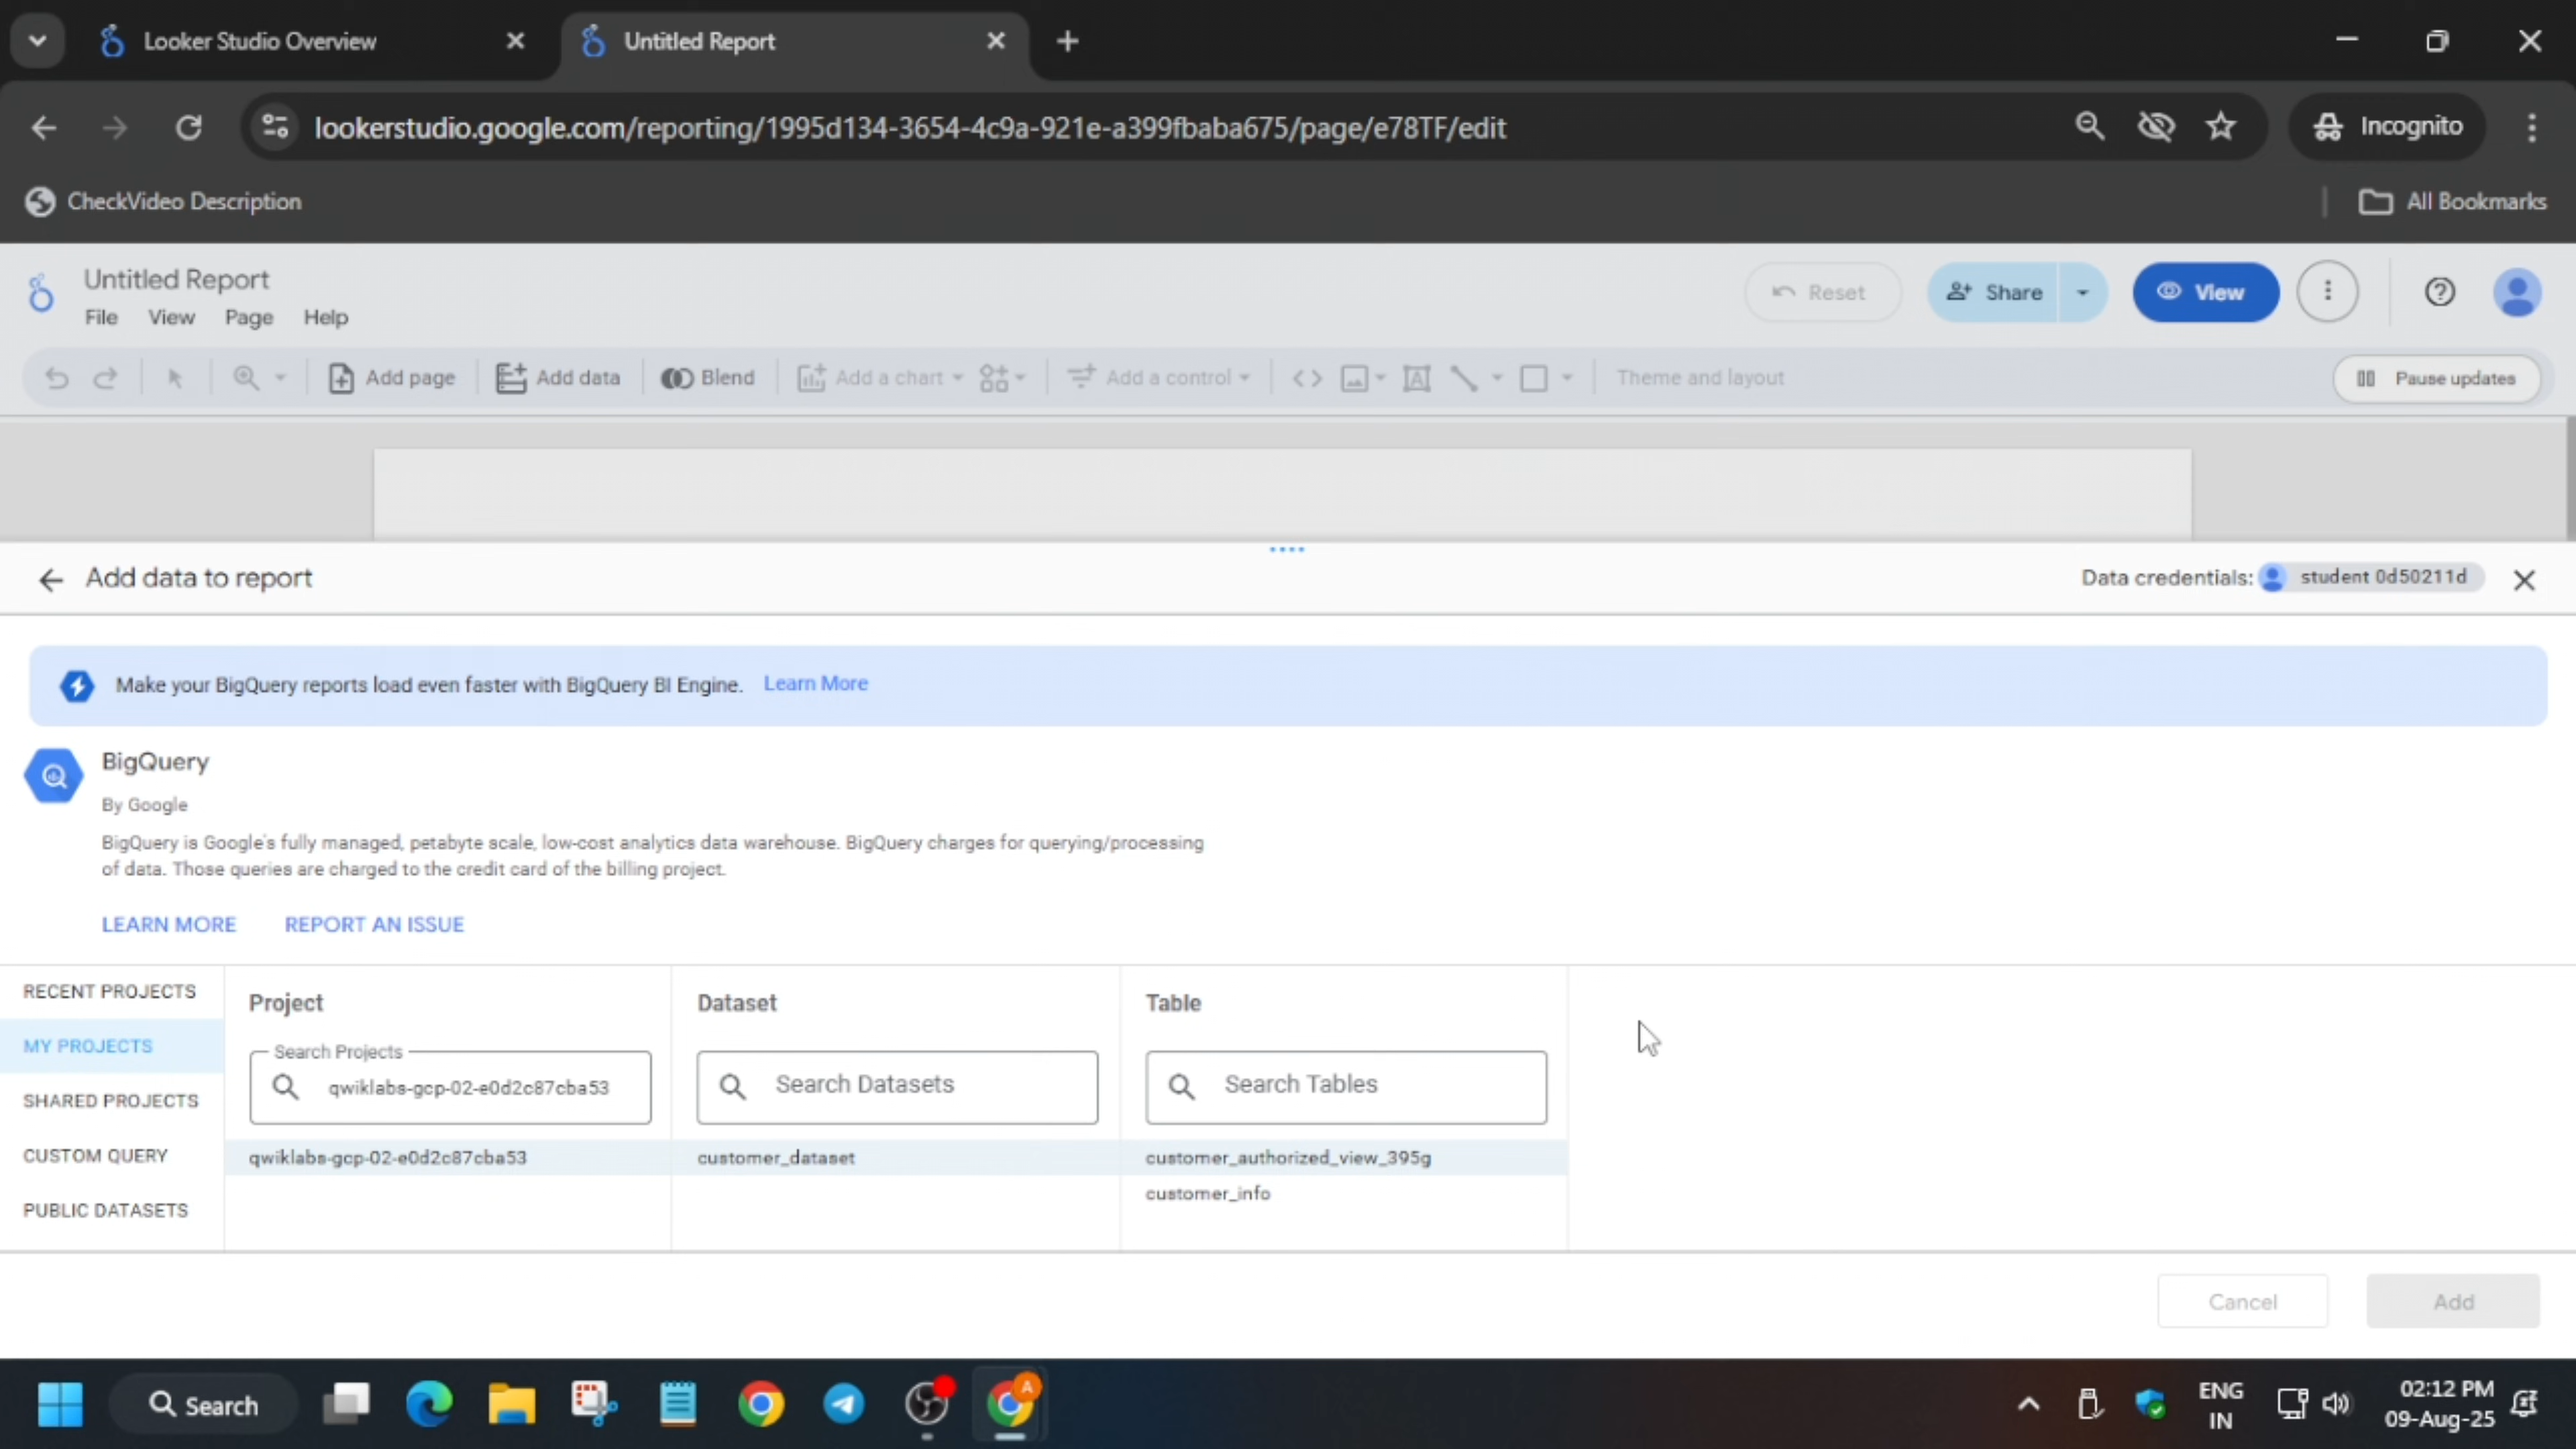 Looker Studio Overview
Untitled Report
lookerstudio.google.com/reporting/1995d134-3654-4c9a-921e-a399fbaba675/page/e78TF/edit
Incognito
CheckVideo Description
All Bookmarks
Untitled Report
File View Page Help
Reset
Share
View
Add page
Add data
Blend
Add a chart
Add a control
Theme and layout
Pause updates
Add data to report
Data credentials: student 0d50211d
Make your BigQuery reports load even faster with BigQuery BI Engine. Learn More
BigQuery
By Google
BigQuery is Google's fully managed, petabyte scale, low-cost analytics data warehouse. BigQuery charges for querying/processing
of data. Those queries are charged to the credit card of the billing project.
LEARN MORE REPORT AN ISSUE
RECENT PROJECTS
MY PROJECTS
SHARED PROJECTS
CUSTOM QUERY
PUBLIC DATASETS
Project
Search Projects
qwiklabs-gcp-02-e0d2c87cba53
qwiklabs-gcp-02-e0d2c87cba53
Dataset
Search Datasets
customer_dataset
Table
Search Tables
customer_authorized_view_395g
customer_info
Cancel
Add
Search
A
ENG
IN
02:12 PM
09-Aug-25